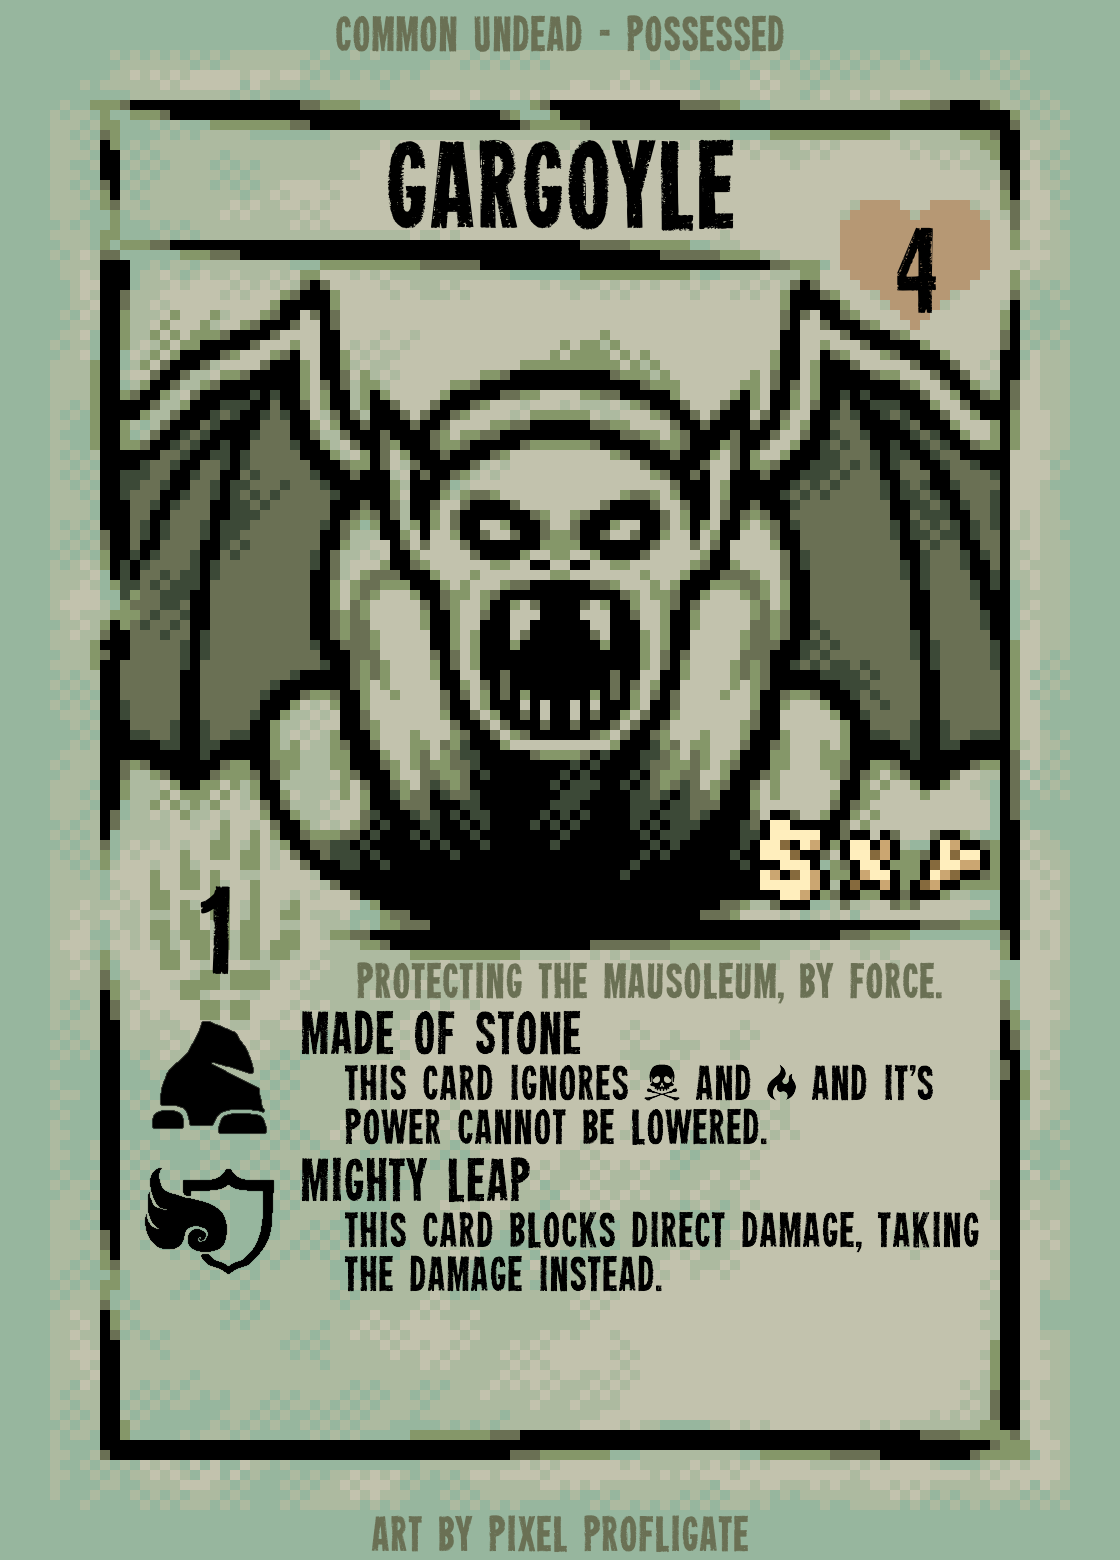 COMMON UNDEAD - POSSESSED
GARGOYLE
4
1
PROTECTING THE MAUSOLEUM, BY FORCE.
MADE OF STONE
THIS CARD IGNORES AND AND IT'S
POWER CANNOT BE LOWERED.
MIGHTY LEAP
THIS CARD BLOCKS DIRECT DAMAGE, TAKING
THE DAMAGE INSTEAD.
ART BY PIXEL PROFLIGATE